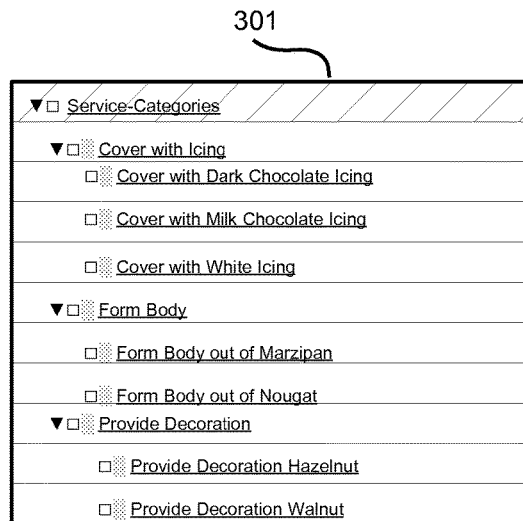 301
Service-Categories
Cover with Icing
Cover with Dark Chocolate Icing
Cover with Milk Chocolate Icing
Cover with White Icing
Form Body
Form Body out of Marzipan
Form Body out of Nougat
Provide Decoration
Provide Decoration Hazelnut
Provide Decoration Walnut